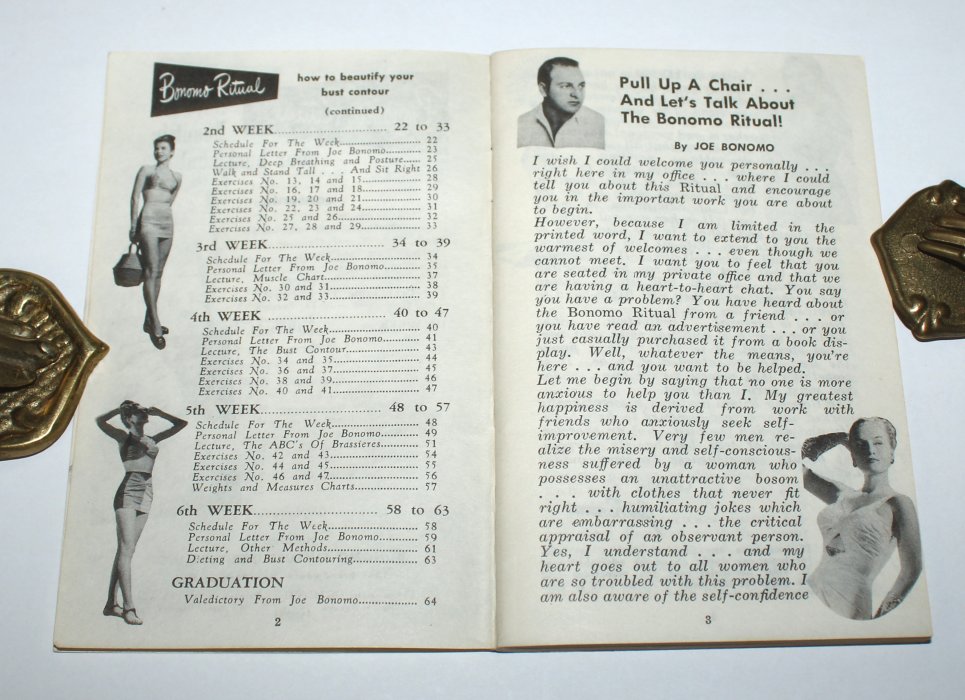 Bonomo Ritual
how to beautify your
bust contour
(continued)
2nd WEEK............................ 22 to 33
Schedule For The Week..................... 22
Personal Letter From Joe Bonomo........... 23
Lecture, Deep Breathing and Posture..... 25
Walk and Stand Tall . . . And Sit Right 26
Exercises No. 13, 14 and 15................ 28
Exercises No. 16, 17 and 18................ 29
Exercises No. 19, 20 and 21................ 30
Exercises No. 22, 23 and 24................ 31
Exercises No. 25 and 26..................... 32
Exercises No. 27, 28 and 29................ 33
3rd WEEK............................ 34 to 39
Schedule For The Week..................... 34
Personal Letter From Joe Bonomo........... 35
Lecture, Muscle Chart........................ 37
Exercises No. 30 and 31..................... 38
Exercises No. 32 and 33..................... 39
4th WEEK ............................ 40 to 47
Schedule For The Week..................... 40
Personal Letter From Joe Bonomo........... 41
Lecture, The Bust Contour.................. 43
Exercises No. 34 and 35..................... 44
Exercises No. 36 and 37..................... 45
Exercises No. 38 and 39..................... 46
Exercises No. 40 and 41..................... 47
5th WEEK............................ 48 to 57
Schedule For The Week..................... 48
Personal Letter From Joe Bonomo........... 49
Lecture, The ABC's Of Brassieres........... 51
Exercises No. 42 and 43..................... 54
Exercises No. 44 and 45..................... 55
Exercises No. 46 and 47..................... 56
Weights and Measures Charts................ 57
6th WEEK............................ 58 to 63
Schedule For The Week..................... 58
Personal Letter From Joe Bonomo........... 59
Lecture, Other Methods..................... 61
Dieting and Bust Contouring................ 63
GRADUATION
Valedictory From Joe Bonomo................ 64
2
Pull Up A Chair . . .
And Let's Talk About
The Bonomo Ritual!
By JOE BONOMO
I wish I could welcome you personally . . .
right here in my office . . . where I could
tell you about this Ritual and encourage
you in the important work you are about
to begin.
However, because I am limited in the
printed word, I want to extend to you the
warmest of welcomes . . . even though we
cannot meet. I want you to feel that you
are seated in my private office and that we
are having a heart-to-heart chat. You say
you have a problem? You have heard about
the Bonomo Ritual from a friend . . . or
you have read an advertisement . . . or you
just casually purchased it from a book dis-
play. Well, whatever the means, you're
here . . . and you want to be helped.
Let me begin by saying that no one is more
anxious to help you than I. My greatest
happiness is derived from work with
friends who anxiously seek self-
improvement. Very few men re-
alize the misery and self-conscious-
ness suffered by a woman who
possesses an unattractive bosom
. . . . with clothes that never fit
right . . . humiliating jokes which
are embarrassing . . . the critical
appraisal of an observant person.
Yes, I understand . . . and my
heart goes out to all women who
are so troubled with this problem. I
am also aware of the self-confidence
3